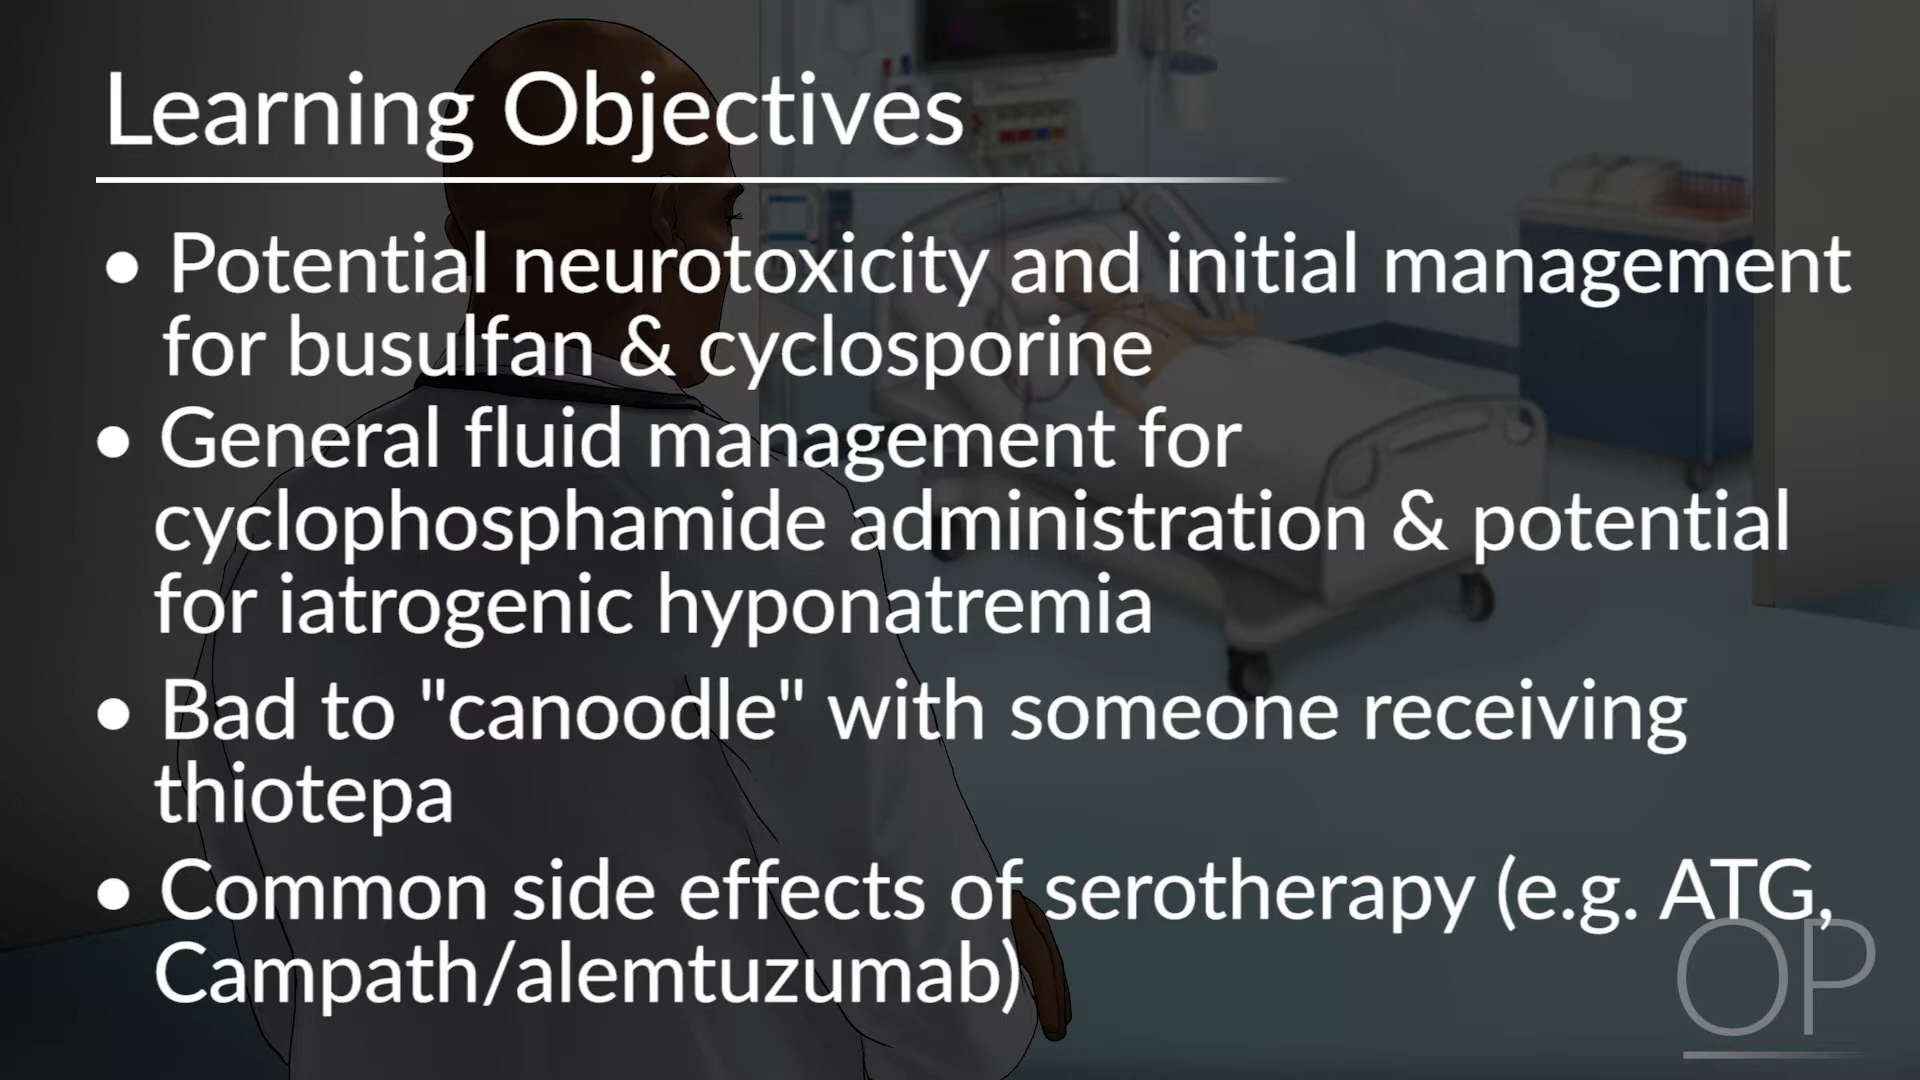 Learning Objectives
• Potential neurotoxicity and initial management
for busulfan & cyclosporine
• General fluid management for
cyclophosphamide administration & potential
for iatrogenic hyponatremia
• Bad to "canoodle" with someone receiving
thiotepa
• Common side effects of serotherapy (e.g. ATG,
Campath/alemtuzumab)
OP